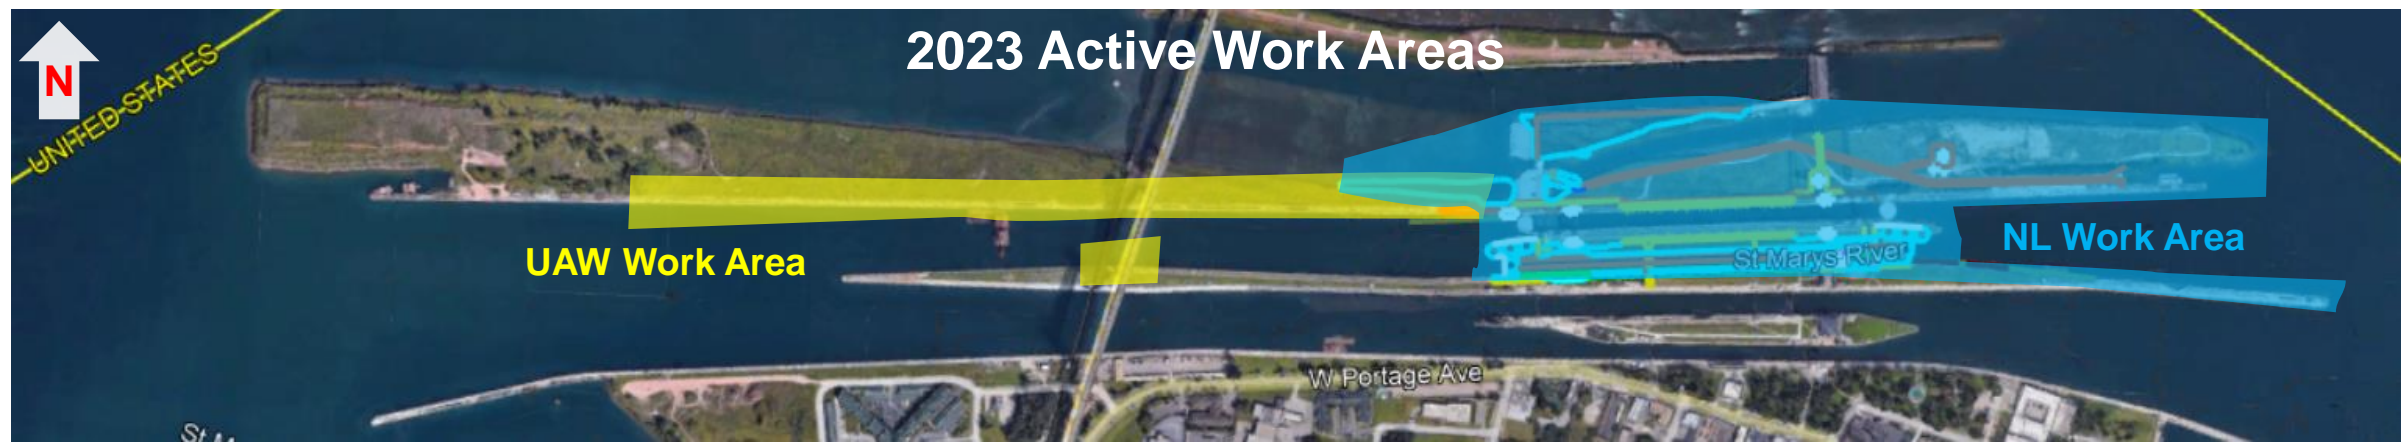 2023 Active Work Areas
N
UNITED STATES
UAW Work Area
NL Work Area
St Marys River
W Portage Ave